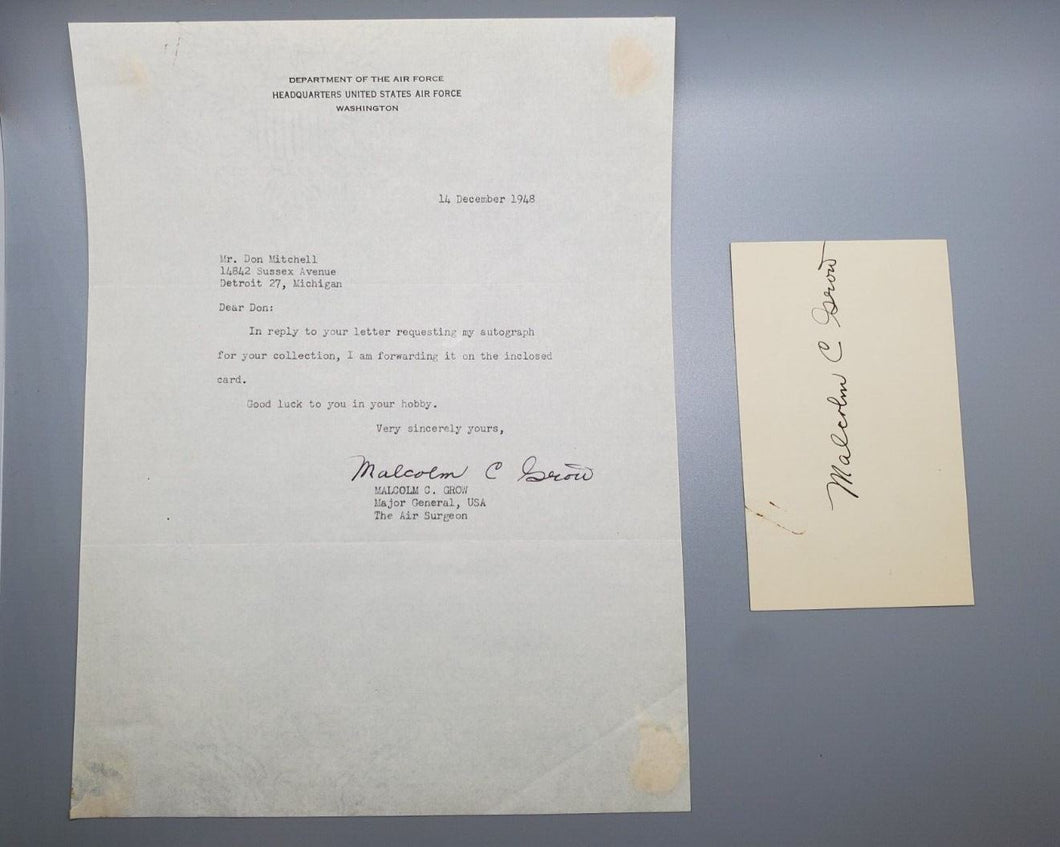 DEPARTMENT OF THE AIR FORCE
HEADQUARTERS UNITED STATES AIR FORCE
WASHINGTON
14 December 1948
Mr. Don Mitchell
14842 Sussex Avenue
Detroit 27, Michigan
Dear Don:
In reply to your letter requesting my autograph
for your collection, I am forwarding it on the inclosed
card.
Good luck to you in your hobby.
Very sincerely yours,
Malcolm C Grow
MALCOLM C. GROW
Major General, USA
The Air Surgeon
Malcolm C Grow